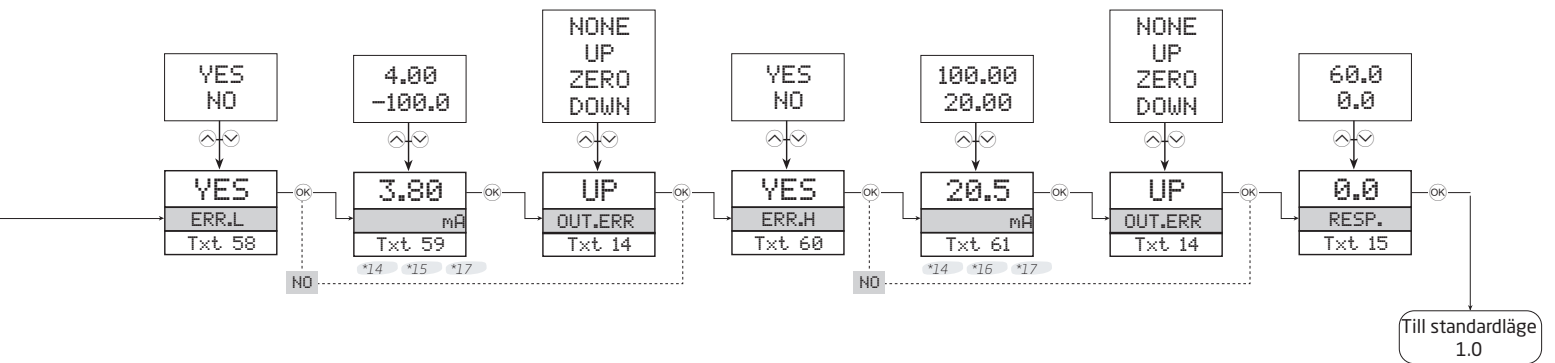 YES
NO
YES
ERR.L
Txt 58
OK
NO
4.00
-100.0
3.80
mA
Txt 59
*14 *15 *17
OK
NONE
UP
ZERO
DOWN
UP
OUT.ERR
Txt 14
OK
YES
NO
YES
ERR.H
Txt 60
OK
NO
100.00
20.00
20.5
mA
Txt 61
*14 *16 *17
OK
NONE
UP
ZERO
DOWN
UP
OUT.ERR
Txt 14
OK
60.0
0.0
0.0
RESP.
Txt 15
OK
Till standardläge
1.0